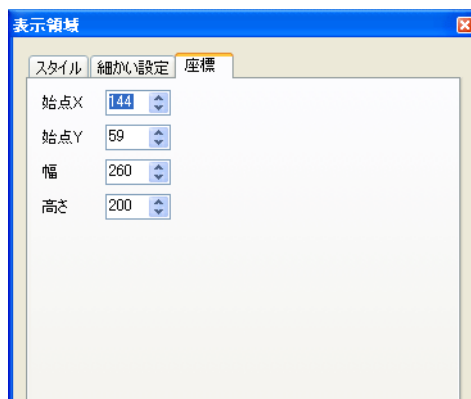 表示領域
スタイル 細かい設定 座標
始点X 144
始点Y 59
幅 260
高さ 200